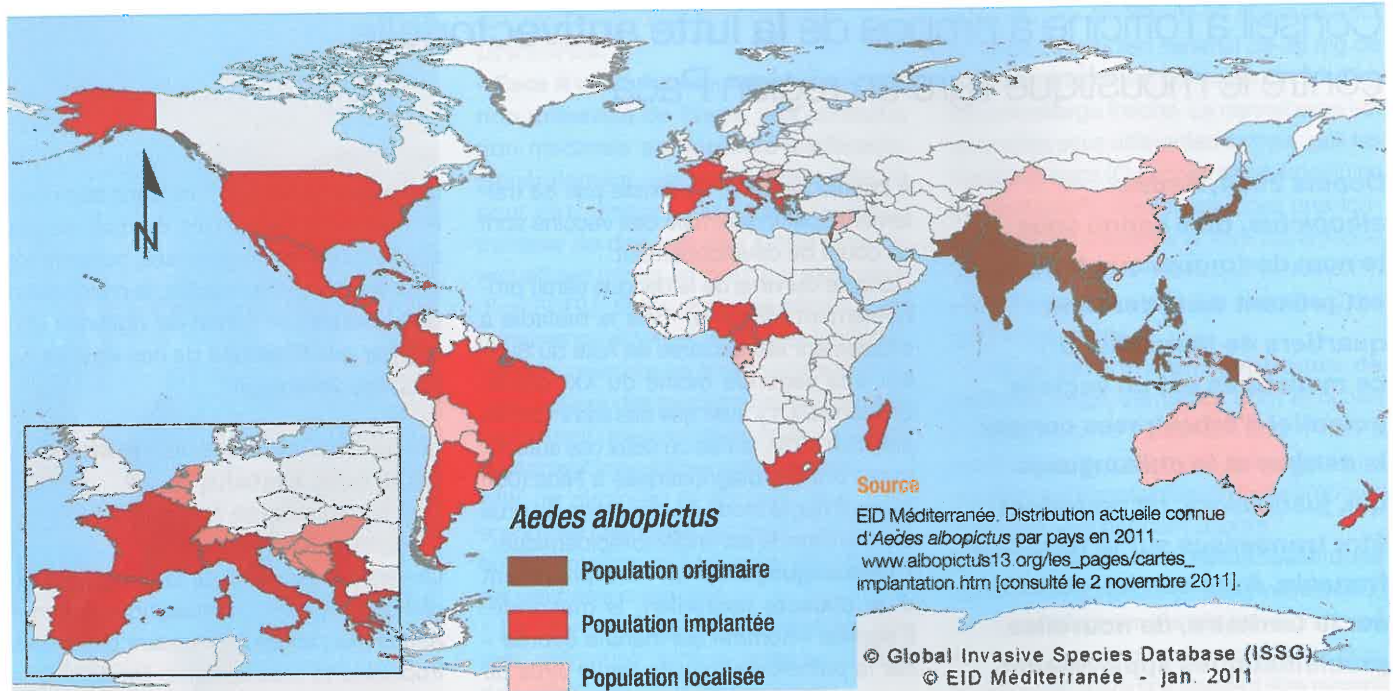 N
Aedes albopictus
Population originaire
Population implantée
Population localisée
Source
EID Méditerranée. Distribution actuelle connue
d'Aedes albopictus par pays en 2011.
www.albopictus13.org/les_pages/cartes_
implantation.htm [consulté le 2 novembre 2011].
© Global Invasive Species Database (ISSG)
© EID Méditerranée - jan. 2011